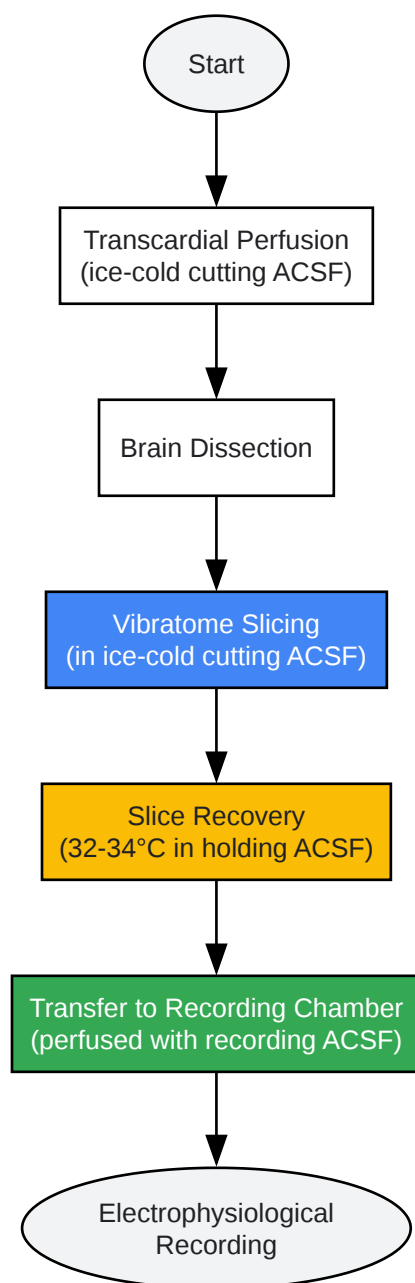 Start
Transcardial Perfusion
(ice-cold cutting ACSF)
Brain Dissection
Vibratome Slicing
(in ice-cold cutting ACSF)
Slice Recovery
(32-34°C in holding ACSF)
Transfer to Recording Chamber
(perfused with recording ACSF)
Electrophysiological
Recording